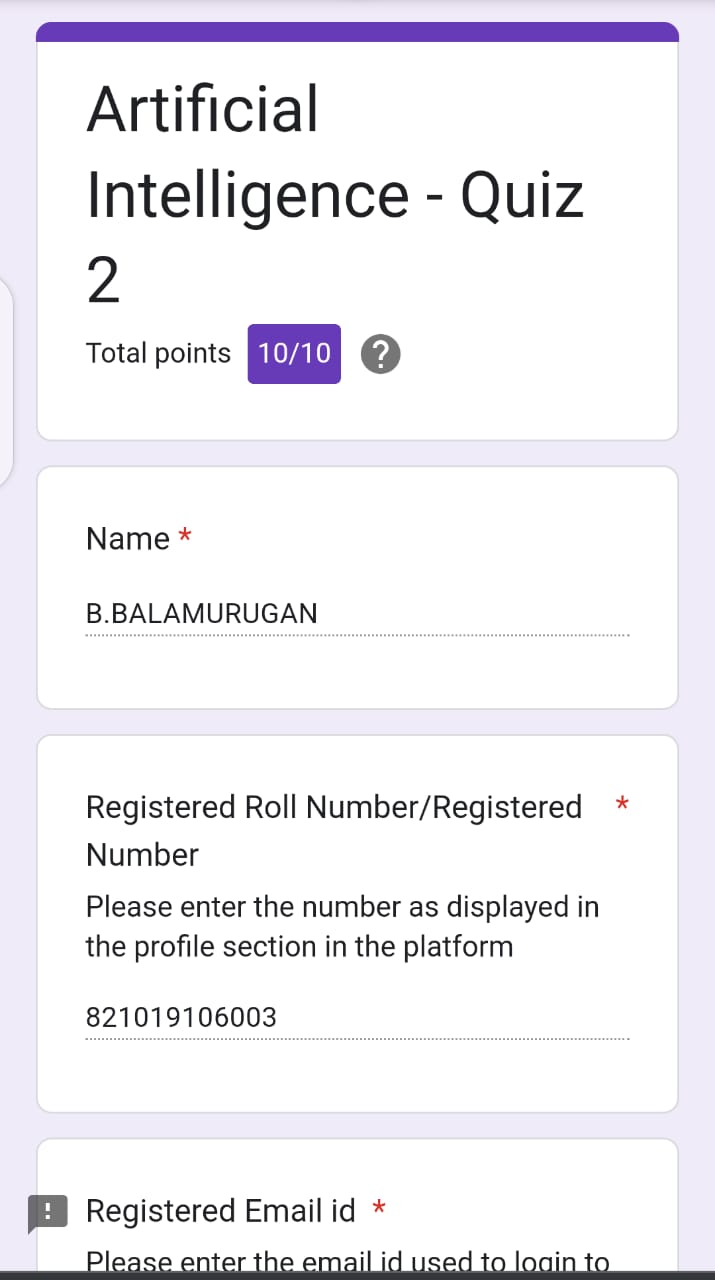 Artificial
Intelligence - Quiz
2
Total points 10/10 ?
Name *
B.BALAMURUGAN
Registered Roll Number/Registered *
Number
Please enter the number as displayed in
the profile section in the platform
821019106003
! Registered Email id *
Please enter the email id used to login to